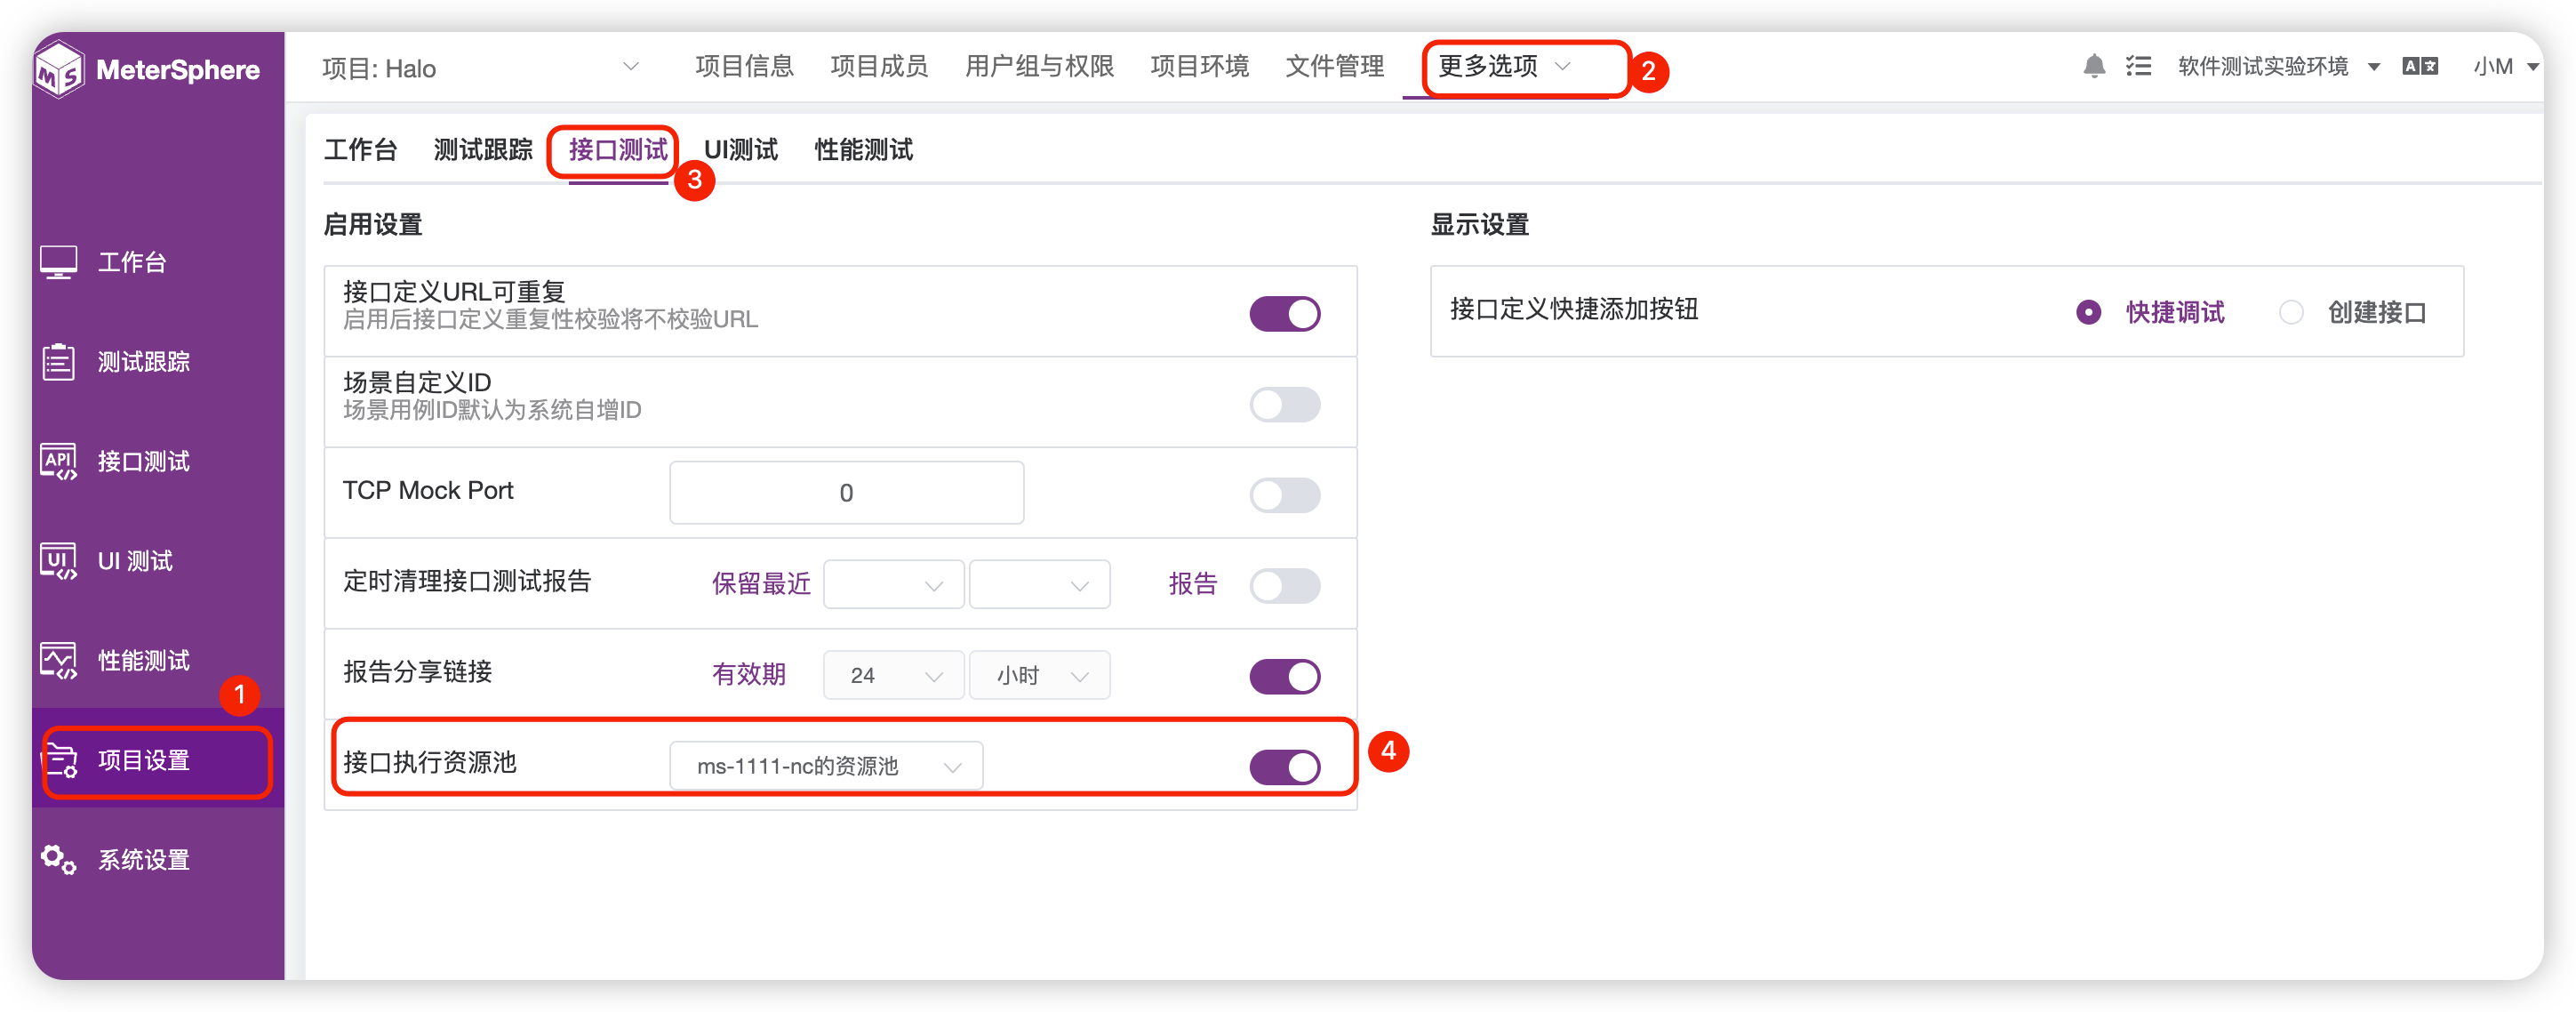 MeterSphere
项目: Halo
项目信息
项目成员
用户组与权限
项目环境
文件管理
更多选项
2
软件测试实验环境
小M
工作台
测试跟踪
接口测试
UI测试
性能测试
3
工作台
测试跟踪
API
接口测试
UI
UI 测试
性能测试
1
项目设置
系统设置
启用设置
接口定义URL可重复
启用后接口定义重复性校验将不校验URL
场景自定义ID
场景用例ID默认为系统自增ID
TCP Mock Port
0
定时清理接口测试报告
保留最近
报告
报告分享链接
有效期
24
小时
接口执行资源池
ms-1111-nc的资源池
4
显示设置
接口定义快捷添加按钮
快捷调试
创建接口